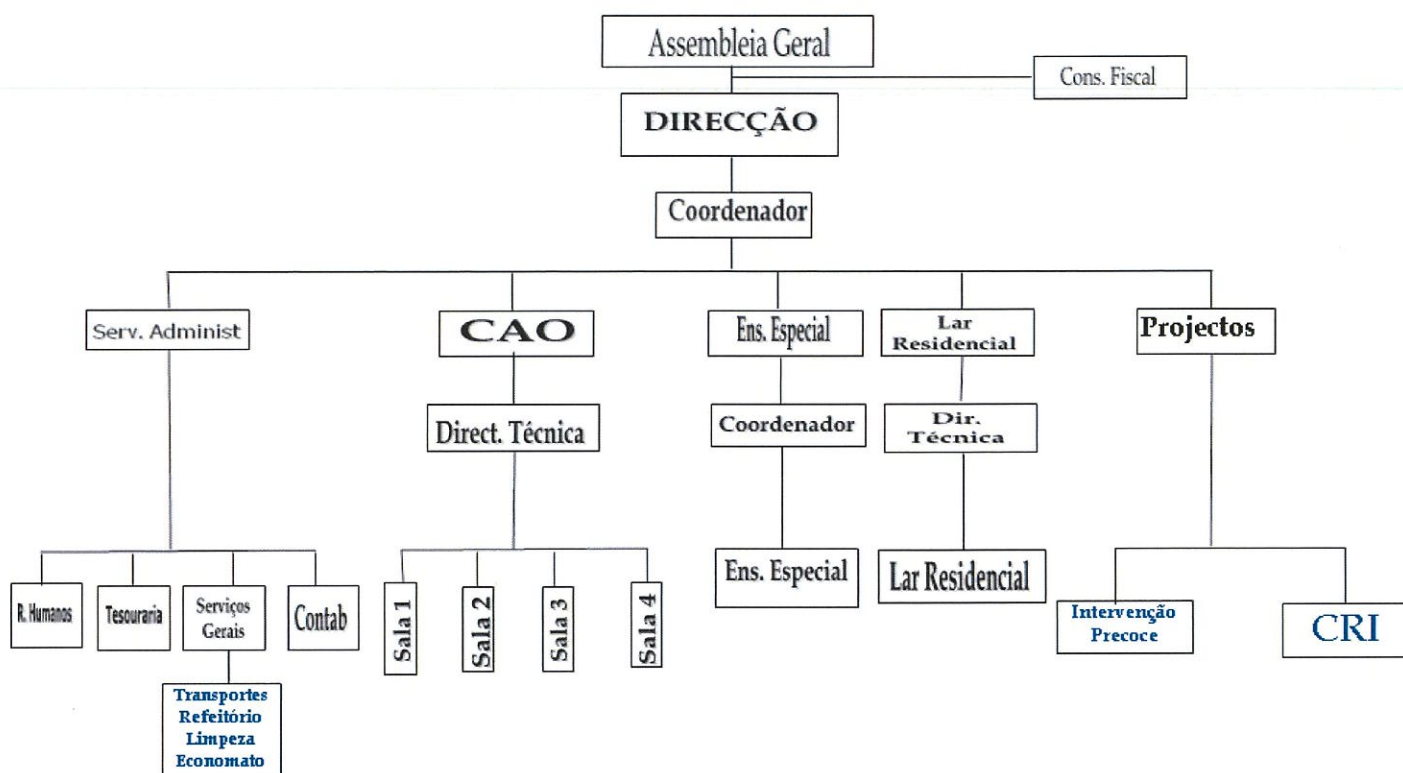 Assembleia Geral
Cons. Fiscal
DIRECÇÃO
Coordenador
Serv. Administ
CAO
Ens. Especial
Lar
Residencial
Projectos
Direct. Técnica
Coordenador
Dir.
Técnica
R. Humanos
Tesouraria
Serviços
Gerais
Contab
Sala 1
Sala 2
Sala 3
Sala 4
Ens. Especial
Lar Residencial
Intervenção
Precoce
CRI
Transportes
Refeitório
Limpeza
Economato